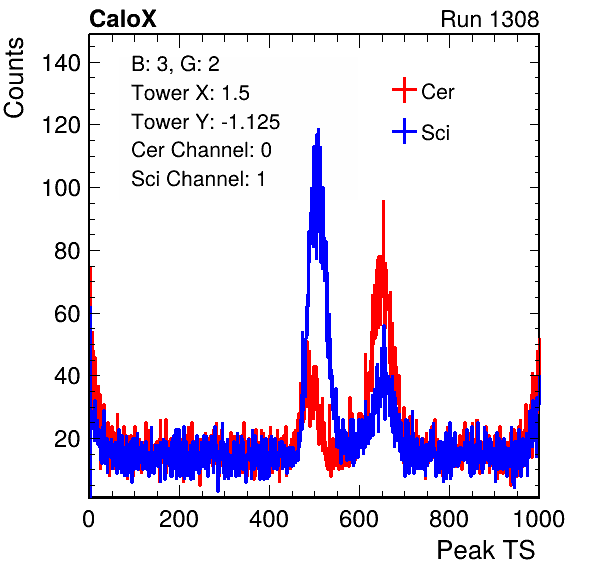 CaloX Run 1308
Counts
B: 3, G: 2
Tower X: 1.5
Tower Y: -1.125
Cer Channel: 0
Sci Channel: 1
Cer
Sci
140
120
100
80
60
40
20
0 200 400 600 800 1000
Peak TS